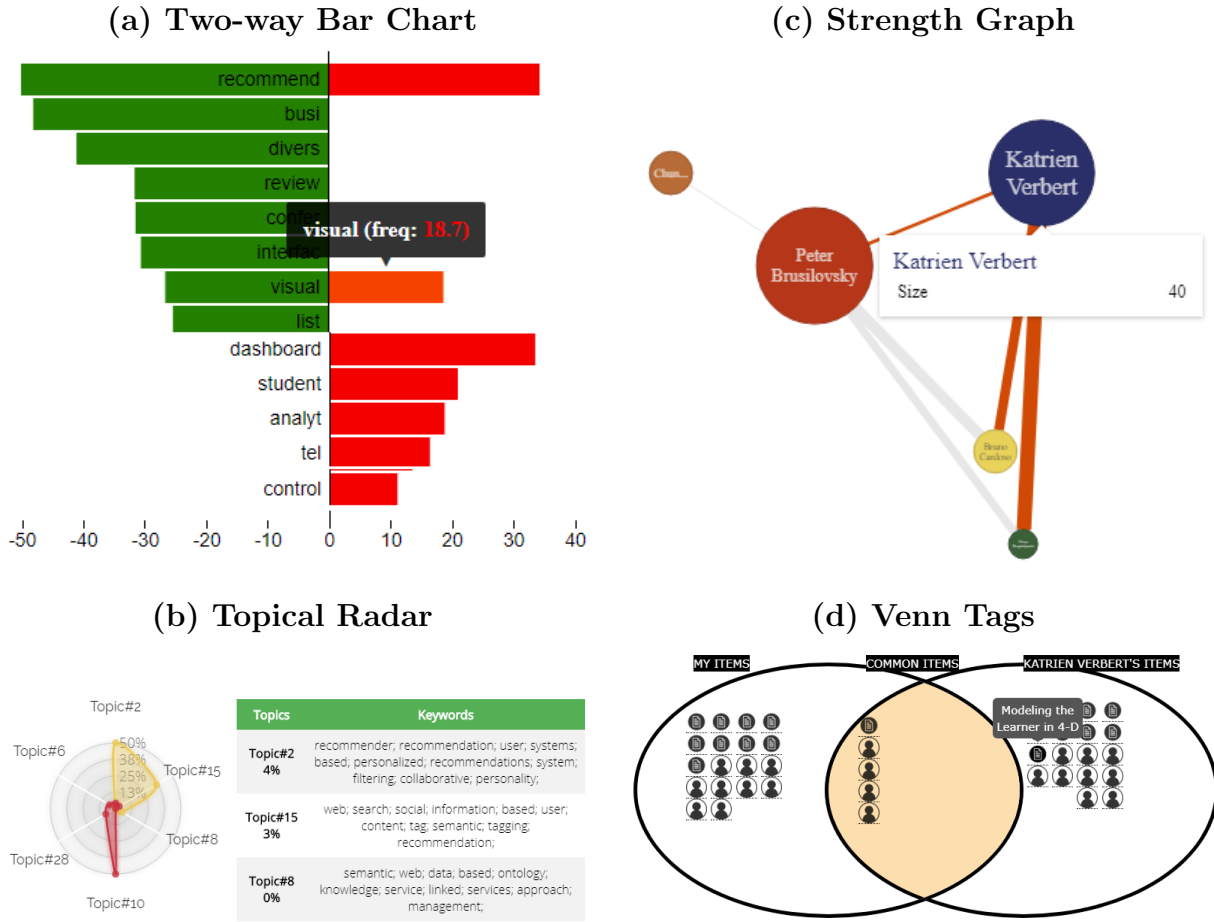 (a) Two-way Bar Chart
recommend
busi
divers
review
confer
visual (freq: 18.7)
interfac
visual
list
dashboard
student
analyt
tel
control
-50 -40 -30 -20 -10 0 10 20 30 40
(c) Strength Graph
Chun...
Katrien
Verbert
Peter
Brusilovsky
Katrien Verbert
Size 40
Bruno
Cardoso
(b) Topical Radar
Topic#2
Topic#6
50%
38%
25%
13%
Topic#15
Topic#8
Topic#28
Topic#10
Topics Keywords
Topic#2
4%
recommender; recommendation; user; systems;
based; personalized; recommendations; system;
filtering; collaborative; personality;
Topic#15
3%
web; search; social; information; based; user;
content; tag; semantic; tagging;
recommendation;
Topic#8
0%
semantic; web; data; based; ontology;
knowledge; service; linked; services; approach;
management;
(d) Venn Tags
MY ITEMS
COMMON ITEMS
KATRIEN VERBERT'S ITEMS
Modeling the
Learner in 4-D